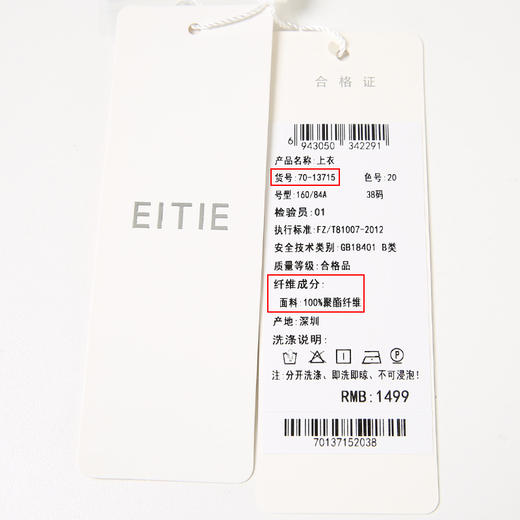 EITIE
合格证
6 943050 342291
产品名称:上衣
货号:70-13715 色号:20
号型:160/84A 38码
检验员:01
执行标准:FZ/T81007-2012
安全技术类别:GB18401 B类
质量等级:合格品
纤维成分:
面料:100%聚酯纤维
产地:深圳
洗涤说明:
注:分开洗涤、即洗即晾、不可浸泡!
RMB:1499
70137152038